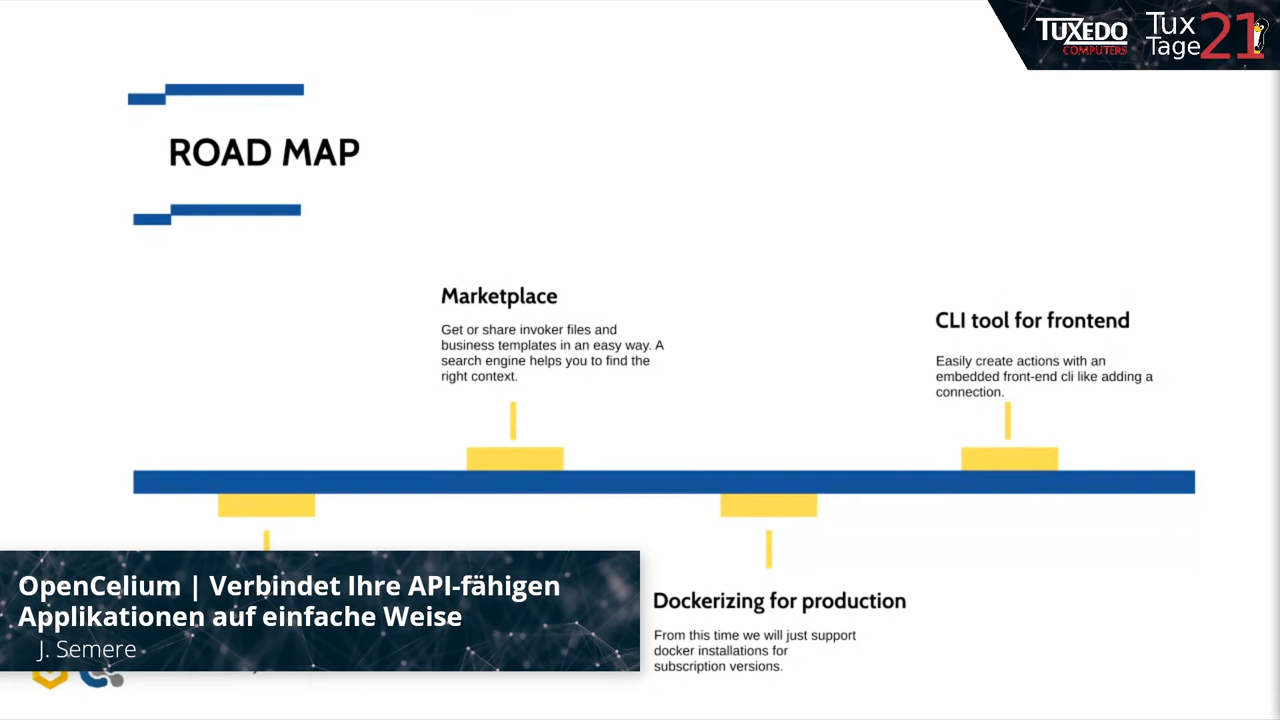 TUXEDO
COMPUTERS
Tux
Tage
21
ROAD MAP
Marketplace
Get or share invoker files and
business templates in an easy way. A
search engine helps you to find the
right context.
CLI tool for frontend
Easily create actions with an
embedded front-end cli like adding a
connection.
OpenCelium | Verbindet Ihre API-fähigen
Applikationen auf einfache Weise
J. Semere
Dockerizing for production
From this time we will just support
docker installations for
subscription versions.